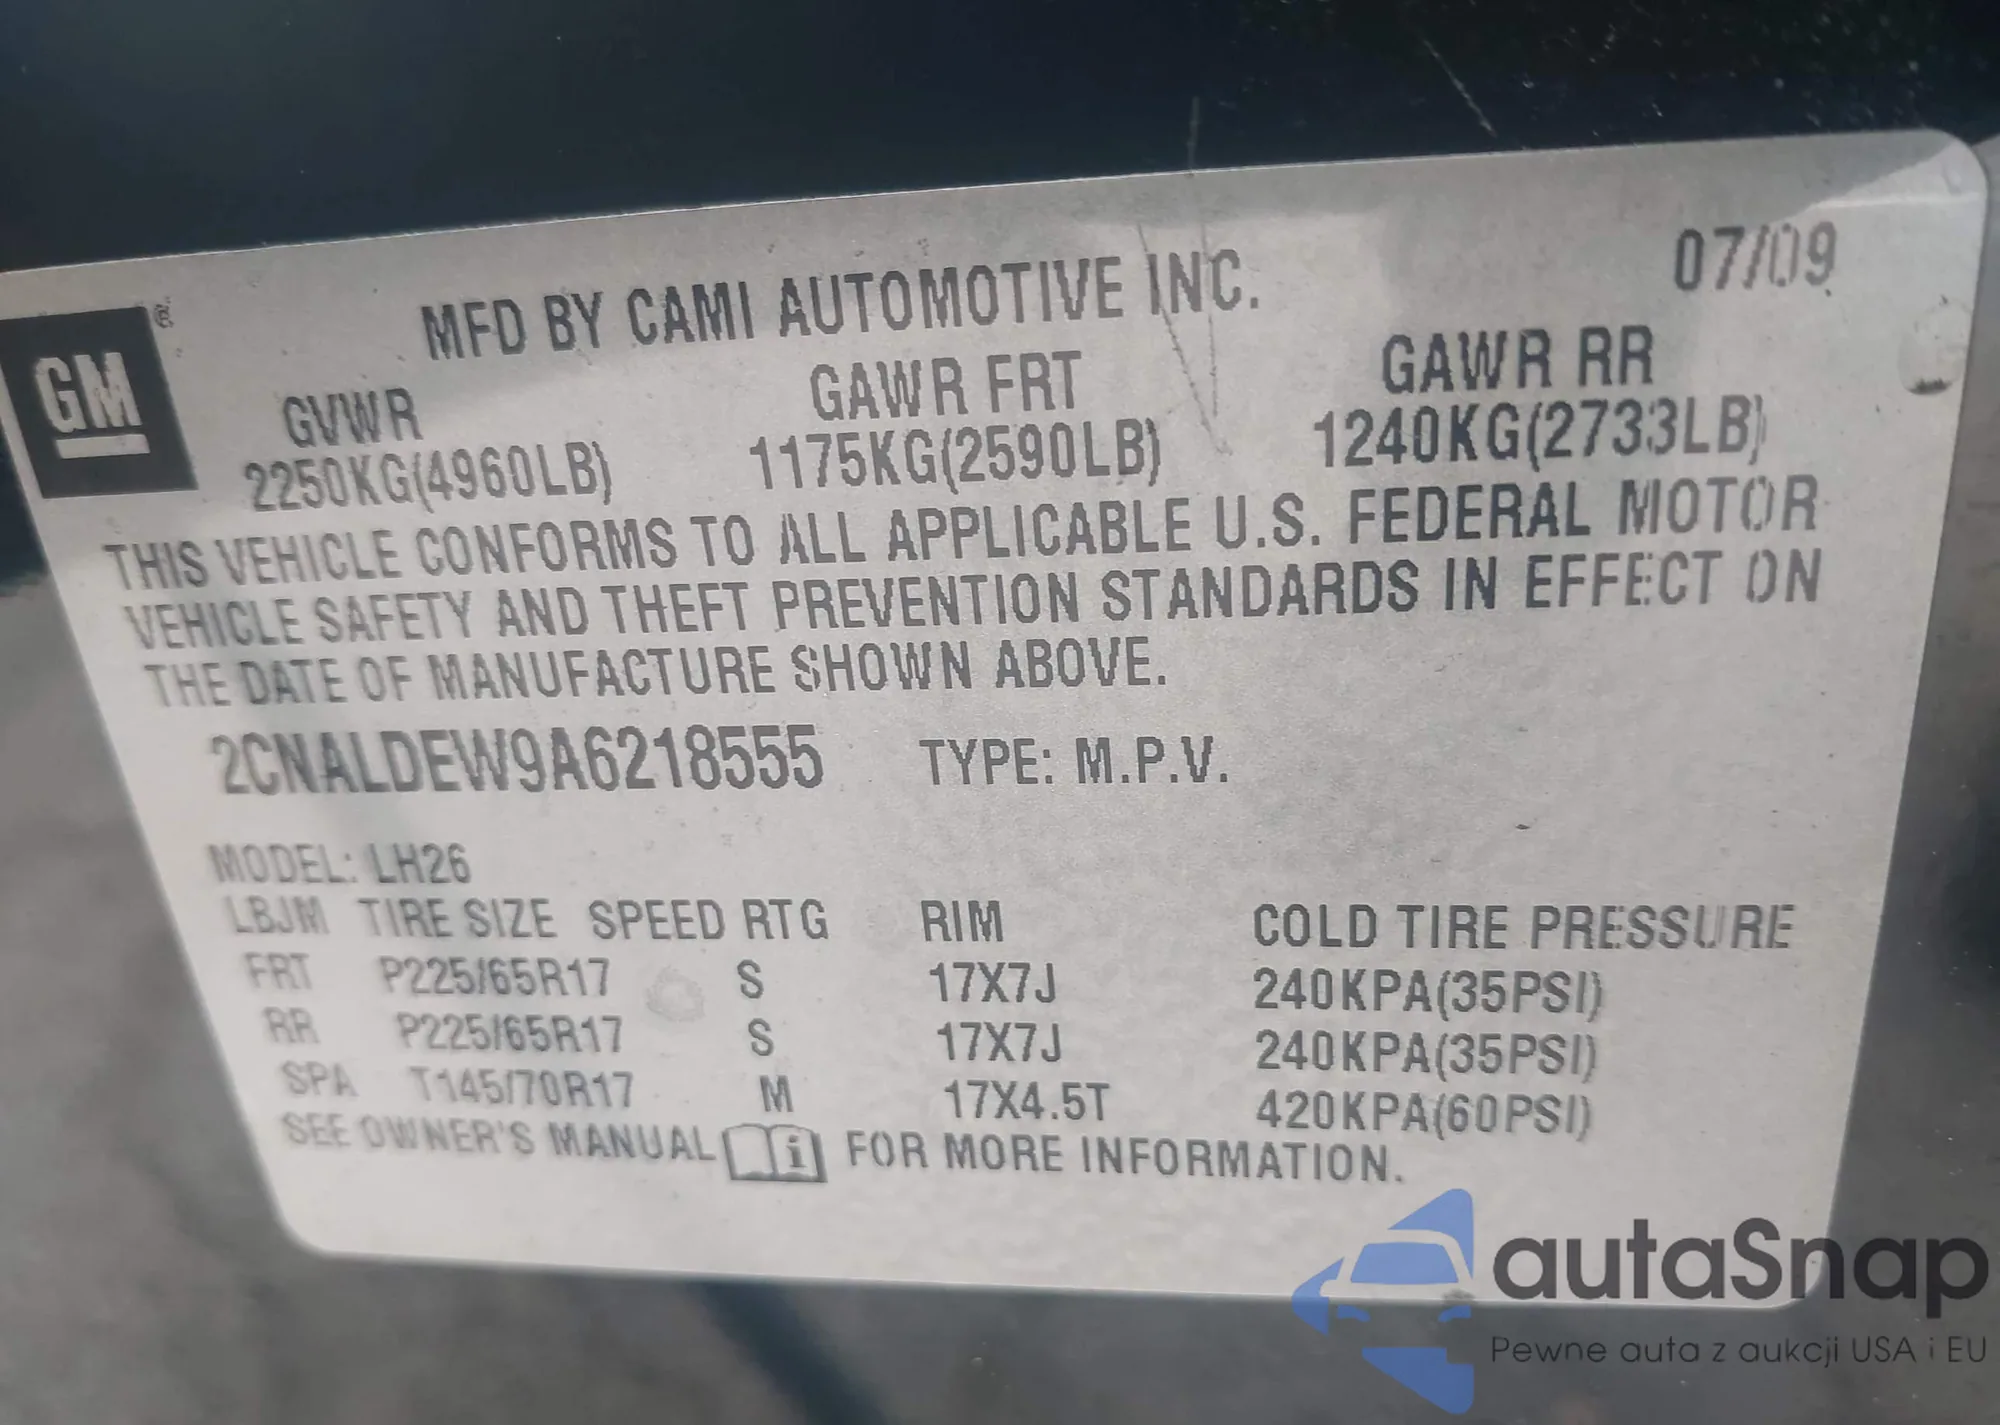 07/09
GM ®
MFD BY CAMI AUTOMOTIVE INC.
GVWR GAWR FRT GAWR RR
2250KG(4960LB) 1175KG(2590LB) 1240KG(2733LB)
THIS VEHICLE CONFORMS TO ALL APPLICABLE U.S. FEDERAL MOTOR
VEHICLE SAFETY AND THEFT PREVENTION STANDARDS IN EFFECT ON
THE DATE OF MANUFACTURE SHOWN ABOVE.
2CNALDEW9A6218555 TYPE: M.P.V.
MODEL: LH26
LBJM TIRE SIZE SPEED RTG RIM COLD TIRE PRESSURE
FRT P225/65R17 S 17X7J 240KPA(35PSI)
RR P225/65R17 S 17X7J 240KPA(35PSI)
SPA T145/70R17 M 17X4.5T 420KPA(60PSI)
SEE OWNER'S MANUAL i FOR MORE INFORMATION.
autaSnap
Pewne auta z aukcji USA i EU